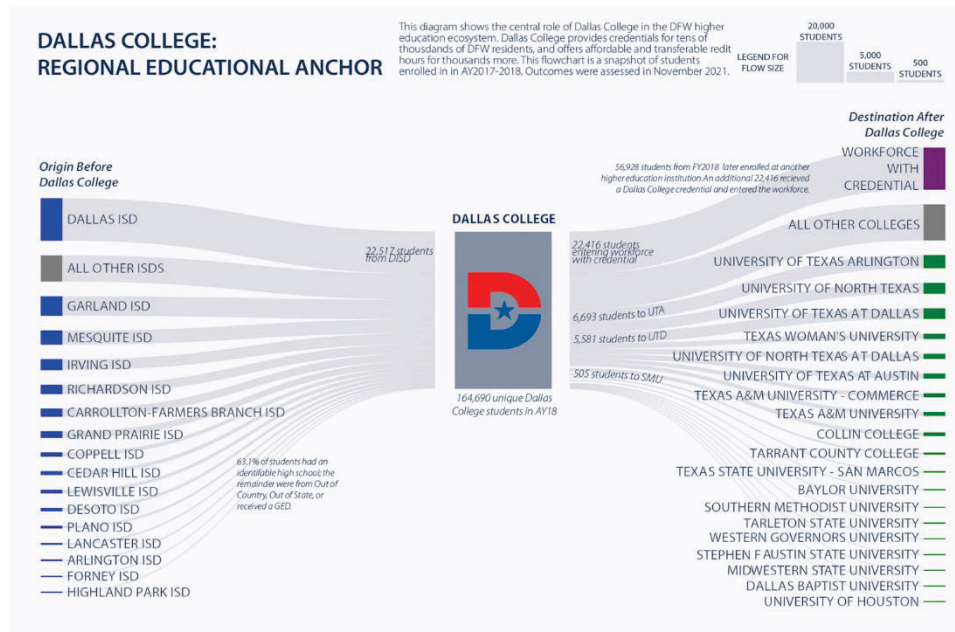 DALLAS COLLEGE:
REGIONAL EDUCATIONAL ANCHOR
This diagram shows the central role of Dallas College in the DFW higher
education ecosystem. Dallas College provides credentials for tens of
thousdands of DFW residents, and offers affordable and transferable redit
hours for thousands more. This flowchart is a snapshot of students
enrolled in in AY2017-2018. Outcomes were assessed in November 2021.
LEGEND FOR
FLOW SIZE
20,000
STUDENTS
5,000
STUDENTS
500
STUDENTS
Origin Before
Dallas College
DALLAS ISD
ALL OTHER ISDS
GARLAND ISD
MESQUITE ISD
IRVING ISD
RICHARDSON ISD
CARROLLTON-FARMERS BRANCH ISD
GRAND PRAIRIE ISD
COPPELL ISD
CEDAR HILL ISD
LEWISVILLE ISD
DESOTO ISD
PLANO ISD
LANCASTER ISD
ARLINGTON ISD
FORNEY ISD
HIGHLAND PARK ISD
22,517 students
from DISD
63.1% of students had an
identifable high school; the
remainder were from Out of
Country, Out of State, or
received a GED.
DALLAS COLLEGE
D
164,690 unique Dallas
College students in AY18
56,928 students from FY2018 later enrolled at another
higher education institution. An additional 22,416 recieved
a Dallas College credential and entered the workforce.
22,416 students
entering workforce
with credential
6,693 students to UTA
5,581 students to UTD
505 students to SMU
Destination After
Dallas College
WORKFORCE
WITH
CREDENTIAL
ALL OTHER COLLEGES
UNIVERSITY OF TEXAS ARLINGTON
UNIVERSITY OF NORTH TEXAS
UNIVERSITY OF TEXAS AT DALLAS
TEXAS WOMAN'S UNIVERSITY
UNIVERSITY OF NORTH TEXAS AT DALLAS
UNIVERSITY OF TEXAS AT AUSTIN
TEXAS A&M UNIVERSITY - COMMERCE
TEXAS A&M UNIVERSITY
COLLIN COLLEGE
TARRANT COUNTY COLLEGE
TEXAS STATE UNIVERSITY - SAN MARCOS
BAYLOR UNIVERSITY
SOUTHERN METHODIST UNIVERSITY
TARLETON STATE UNIVERSITY
WESTERN GOVERNORS UNIVERSITY
STEPHEN F AUSTIN STATE UNIVERSITY
MIDWESTERN STATE UNIVERSITY
DALLAS BAPTIST UNIVERSITY
UNIVERSITY OF HOUSTON